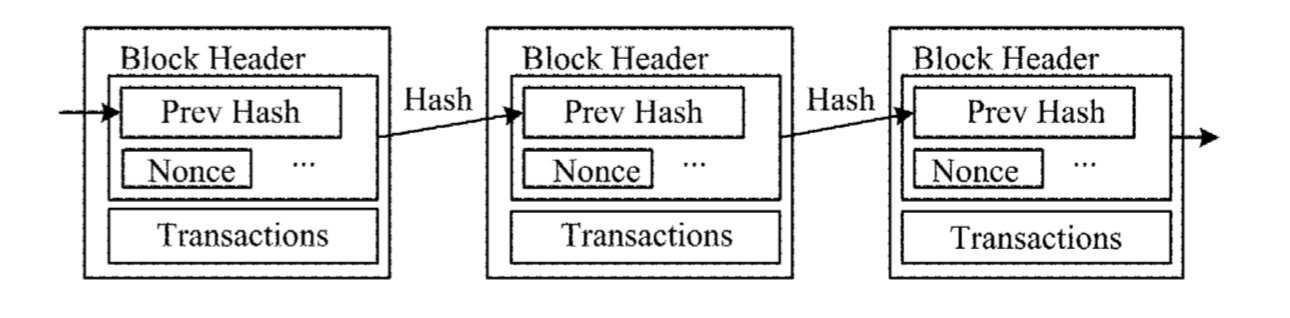 Block Header
Prev Hash
Nonce ...
Transactions
Hash
Block Header
Prev Hash
Nonce ...
Transactions
Hash
Block Header
Prev Hash
Nonce ...
Transactions